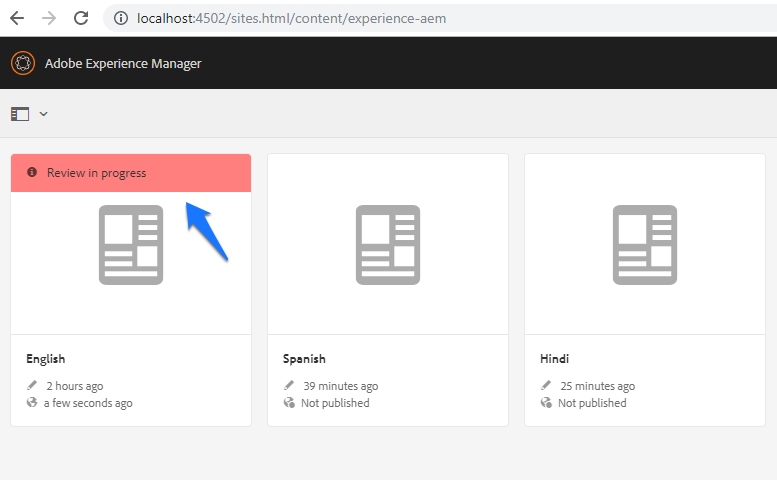 localhost:4502/sites.html/content/experience-aem
Adobe Experience Manager
Review in progress
English
2 hours ago
a few seconds ago
Spanish
39 minutes ago
Not published
Hindi
25 minutes ago
Not published